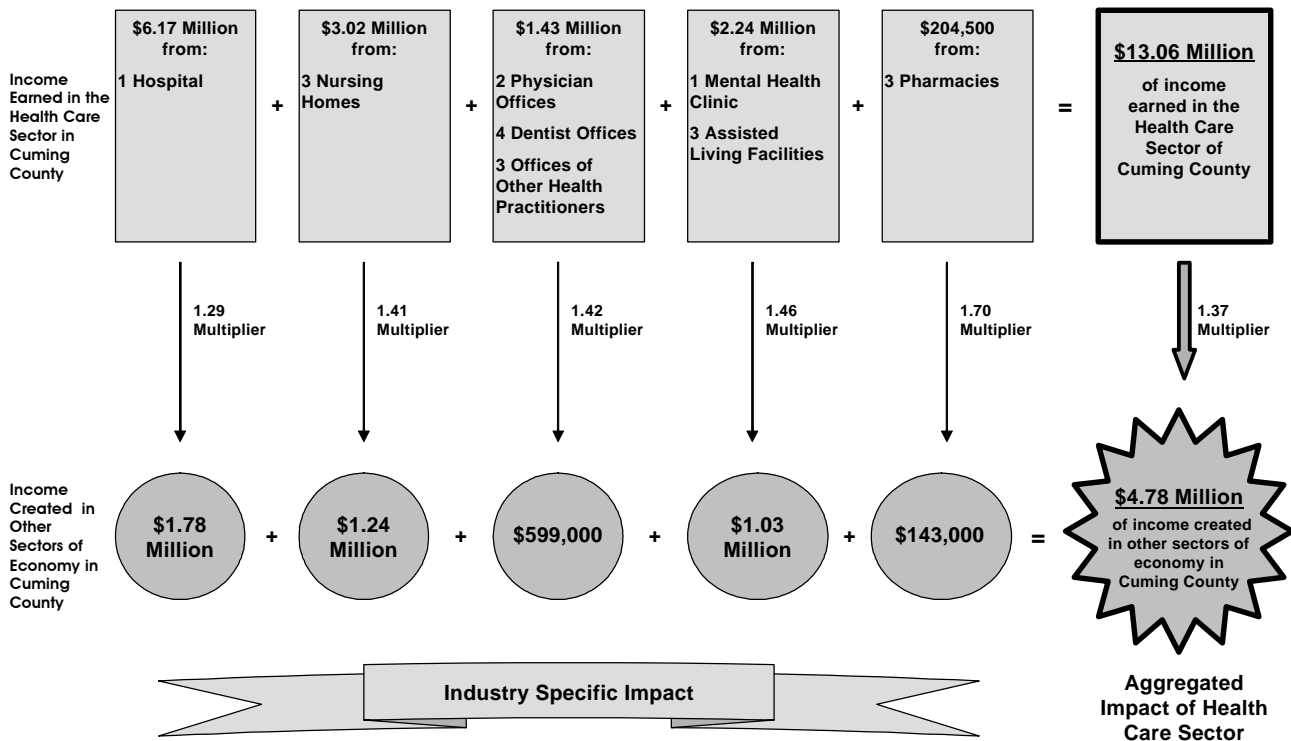 Income
Earned in the
Health Care
Sector in
Cuming
County
$6.17 Million
from:
1 Hospital
+
$3.02 Million
from:
3 Nursing
Homes
+
$1.43 Million
from:
2 Physician
Offices
4 Dentist Offices
3 Offices of
Other Health
Practitioners
+
$2.24 Million
from:
1 Mental Health
Clinic
3 Assisted
Living Facilities
+
$204,500
from:
3 Pharmacies
=
$13.06 Million
of income
earned in the
Health Care
Sector of
Cuming County
1.29
Multiplier
1.41
Multiplier
1.42
Multiplier
1.46
Multiplier
1.70
Multiplier
1.37
Multiplier
Income
Created in
Other
Sectors of
Economy in
Cuming
County
$1.78
Million
+
$1.24
Million
+
$599,000
+
$1.03
Million
+
$143,000
=
$4.78 Million
of income created
in other sectors of
economy in
Cuming County
Industry Specific Impact
Aggregated
Impact of Health
Care Sector